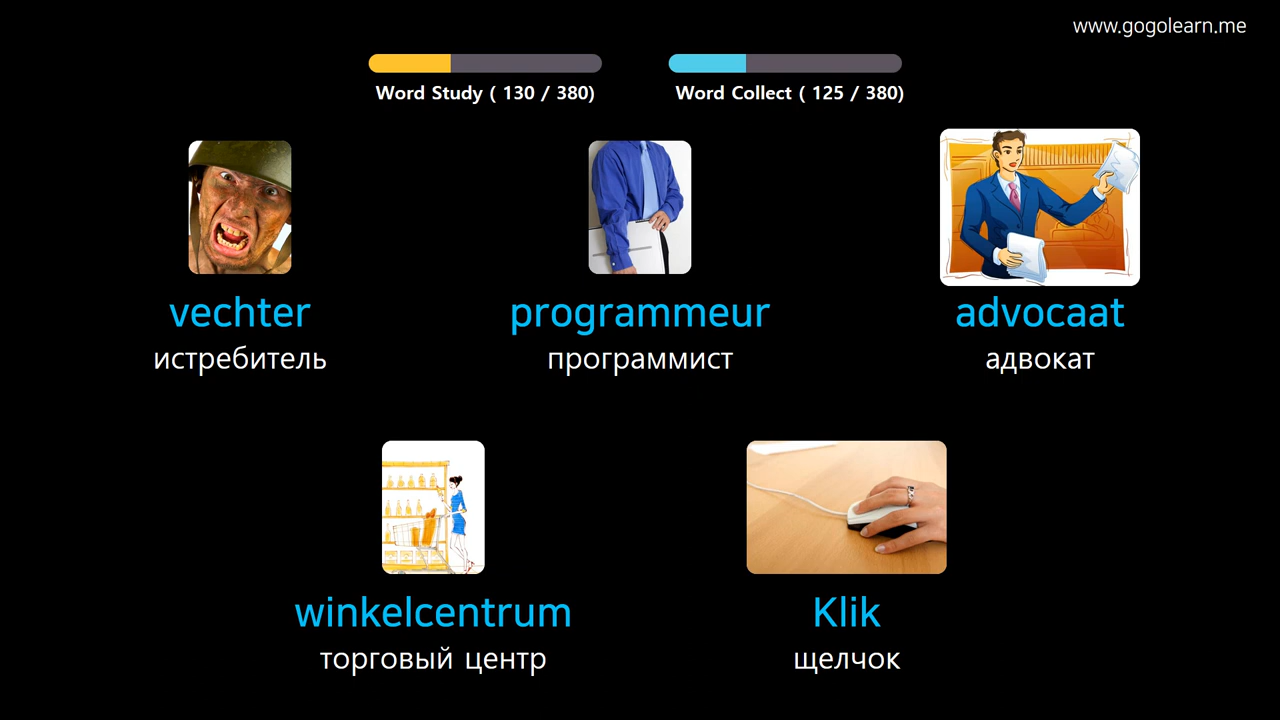 www.gogolearn.me
Word Study ( 130 / 380)
Word Collect ( 125 / 380)
vechter
истребитель
programmeur
программист
advocaat
адвокат
winkelcentrum
торговый центр
Klik
щелчок